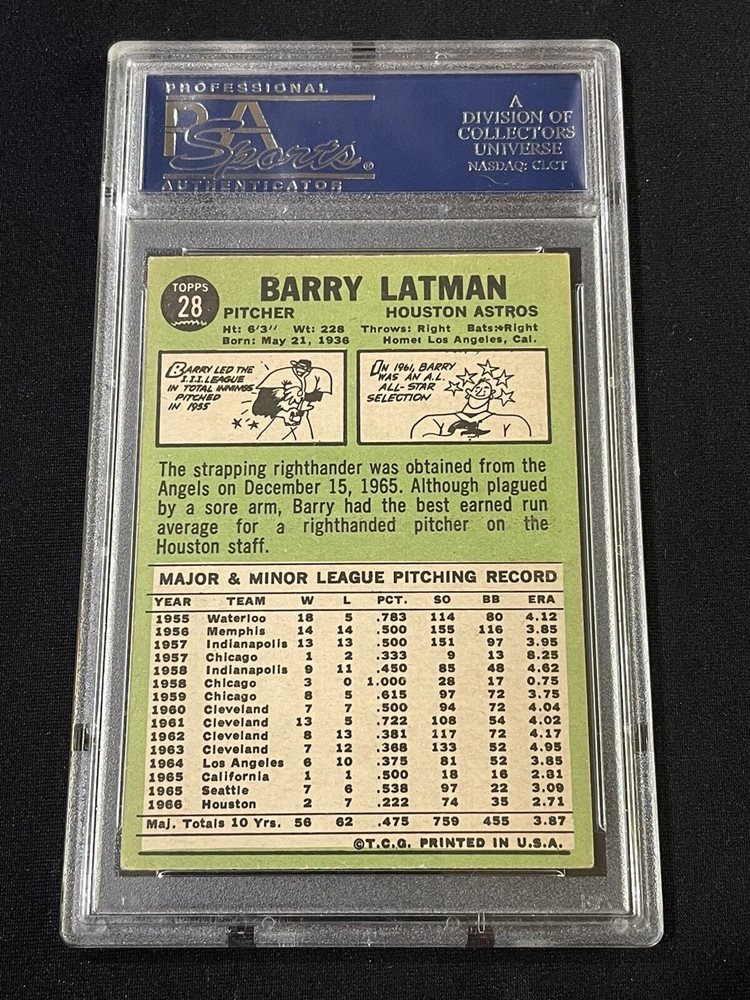 PROFESSIONAL
PSA
Sports
AUTHENTICATOR
A
DIVISION OF
COLLECTORS
UNIVERSE
NASDAQ: CLCT
TOPPS
28
BARRY LATMAN
PITCHER HOUSTON ASTROS
Ht: 6'3" Wt: 228 Throws: Right Bats: Right
Born: May 21, 1936 Home: Los Angeles, Cal.
BARRY LED THE
I.I.I. LEAGUE
IN TOTAL INNINGS
PITCHED
IN 1955
IN 1961, BARRY
WAS AN A.L.
ALL-STAR
SELECTION
The strapping righthander was obtained from the
Angels on December 15, 1965. Although plagued
by a sore arm, Barry had the best earned run
average for a righthanded pitcher on the
Houston staff.
MAJOR & MINOR LEAGUE PITCHING RECORD
YEAR TEAM W L PCT. SO BB ERA
1955 Waterloo 18 5 .783 114 80 4.12
1956 Memphis 14 14 .500 155 116 3.85
1957 Indianapolis 13 13 .500 151 97 3.95
1957 Chicago 1 2 .333 9 13 8.25
1958 Indianapolis 9 11 .450 85 48 4.62
1958 Chicago 3 0 1.000 28 17 0.75
1959 Chicago 8 5 .615 97 72 3.75
1960 Cleveland 7 7 .500 94 72 4.04
1961 Cleveland 13 5 .722 108 54 4.02
1962 Cleveland 8 13 .381 117 72 4.17
1963 Cleveland 7 12 .368 133 52 4.95
1964 Los Angeles 6 10 .375 81 52 3.85
1965 California 1 1 .500 18 16 2.81
1965 Seattle 7 6 .538 97 22 3.09
1966 Houston 2 7 .222 74 35 2.71
Maj. Totals 10 Yrs. 56 62 .475 759 455 3.87
©T.C.G. PRINTED IN U.S.A.